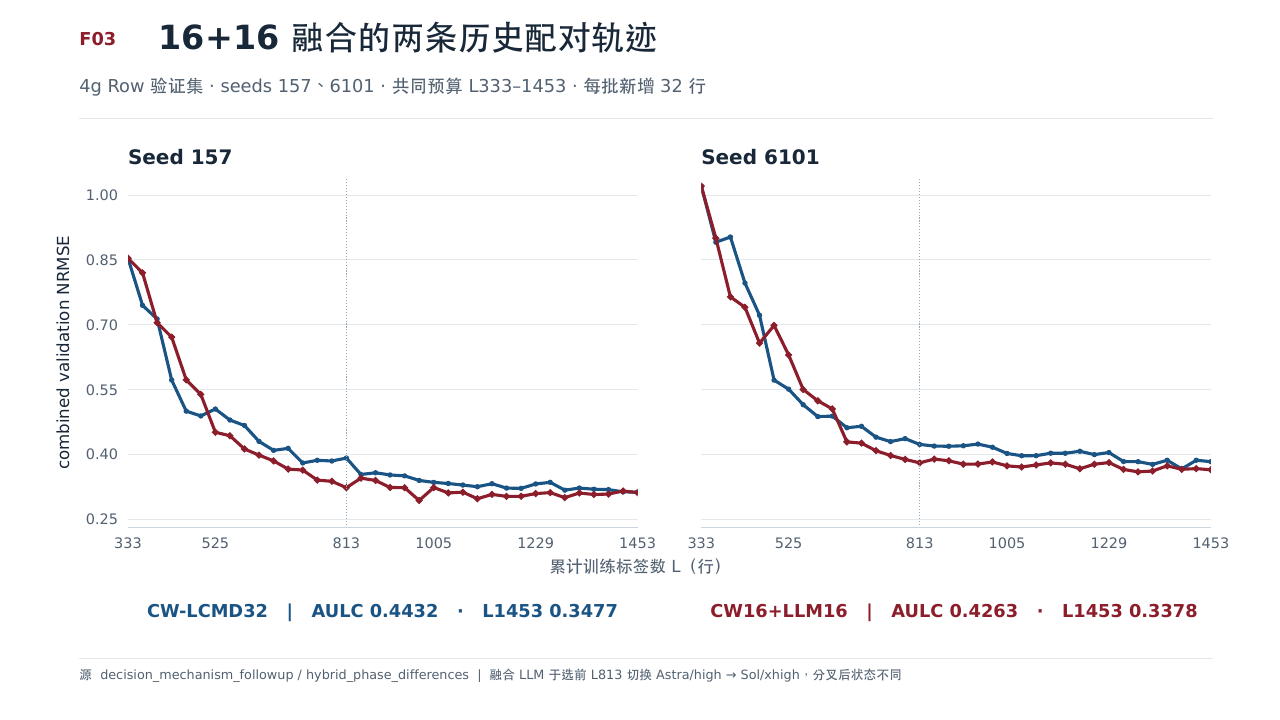 F03 16+16 融合的两条历史配对轨迹
4g Row 验证集 · seeds 157、6101 · 共同预算 L333–1453 · 每批新增 32 行
Seed 157
Seed 6101
combined validation NRMSE
1.00
0.85
0.70
0.55
0.40
0.25
333 525 813 1005 1229 1453
333 525 813 1005 1229 1453
累计训练标签数 L（行）
CW-LCMD32 | AULC 0.4432 · L1453 0.3477
CW16+LLM16 | AULC 0.4263 · L1453 0.3378
源 decision_mechanism_followup / hybrid_phase_differences | 融合 LLM 于选前 L813 切换 Astra/high → Sol/xhigh · 分叉后状态不同